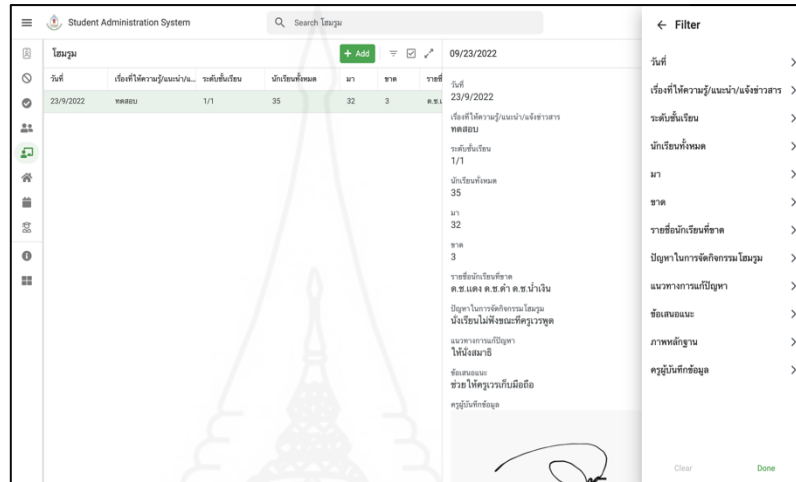 Student Administration System
Search โฮมรูม
โฮมรูม
+ Add
วันที่ เรื่องที่ให้ความรู้/แนะนำ/แ... ระดับชั้นเรียน นักเรียนทั้งหมด มา ขาด รายชื่
23/9/2022 ทดสอบ 1/1 35 32 3 ด.ช.แ
09/23/2022
วันที่
23/9/2022
เรื่องที่ให้ความรู้/แนะนำ/แจ้งข่าวสาร
ทดสอบ
ระดับชั้นเรียน
1/1
นักเรียนทั้งหมด
35
มา
32
ขาด
3
รายชื่อนักเรียนที่ขาด
ด.ช.แดง ด.ช.ดำ ด.ช.น้ำเงิน
ปัญหาในการจัดกิจกรรมโฮมรูม
นั่งเรียนไม่ฟังขณะที่ครูเวรพูด
แนวทางการแก้ปัญหา
ให้นั่งสมาธิ
ข้อเสนอแนะ
ช่วยให้ครูเวรเก็บมือถือ
ครูผู้บันทึกข้อมูล
Filter
วันที่
เรื่องที่ให้ความรู้/แนะนำ/แจ้งข่าวสาร
ระดับชั้นเรียน
นักเรียนทั้งหมด
มา
ขาด
รายชื่อนักเรียนที่ขาด
ปัญหาในการจัดกิจกรรมโฮมรูม
แนวทางการแก้ปัญหา
ข้อเสนอแนะ
ภาพหลักฐาน
ครูผู้บันทึกข้อมูล
Clear Done